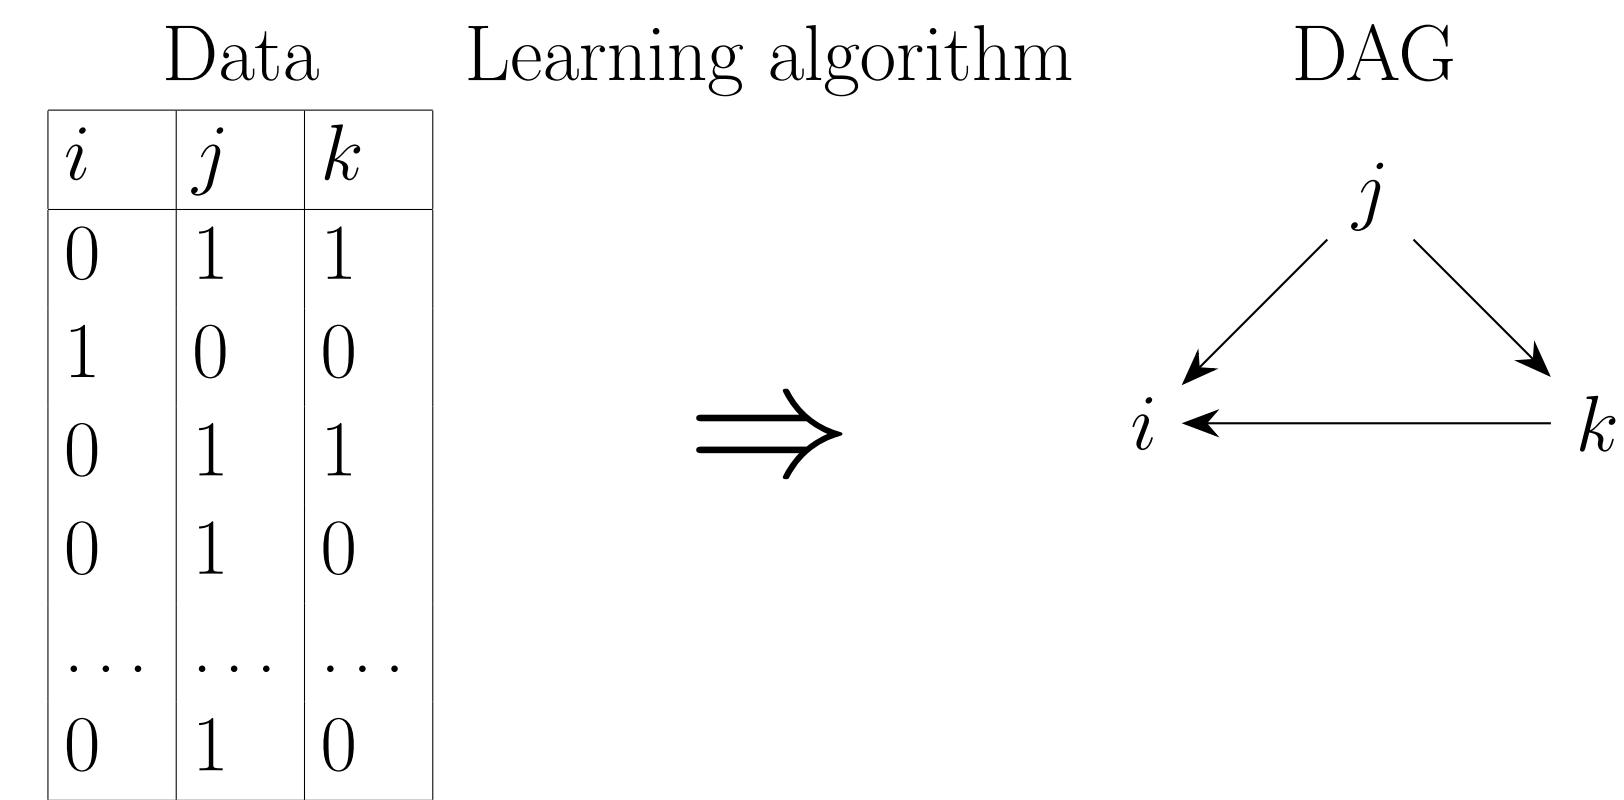 Data Learning algorithm DAG
i j k
0 1 1
1 0 0
0 1 1
0 1 0
... ... ...
0 1 0
⇒
j
i k